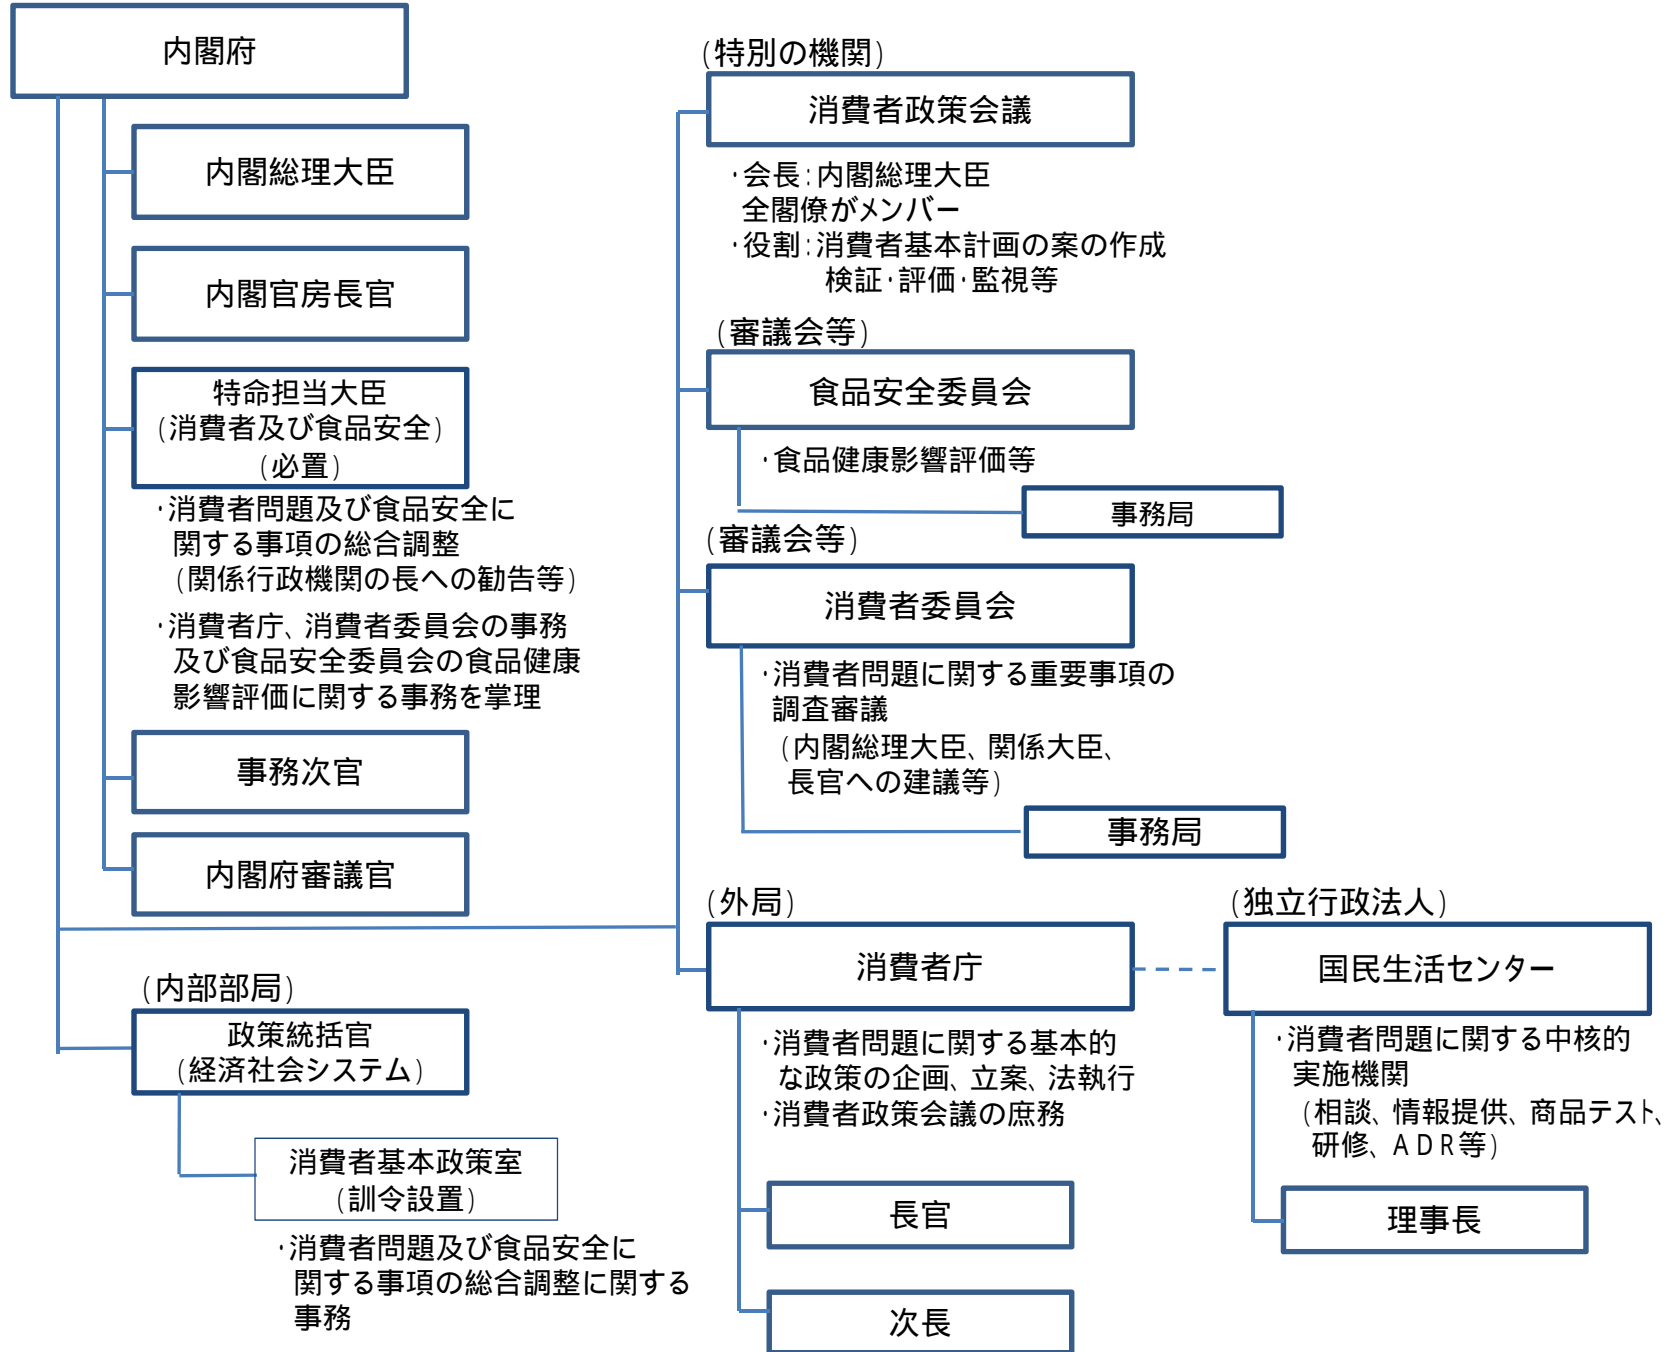 内閣府
内閣総理大臣
内閣官房長官
特命担当大臣
(消費者及び食品安全)
(必置)
・消費者問題及び食品安全に
関する事項の総合調整
(関係行政機関の長への勧告等)
・消費者庁、消費者委員会の事務
及び食品安全委員会の食品健康
影響評価に関する事務を掌理
事務次官
内閣府審議官
(内部部局)
政策統括官
(経済社会システム)
消費者基本政策室
(訓令設置)
・消費者問題及び食品安全に
関する事項の総合調整に関する
事務
(特別の機関)
消費者政策会議
・会長:内閣総理大臣
全閣僚がメンバー
・役割:消費者基本計画の案の作成
検証・評価・監視等
(審議会等)
食品安全委員会
・食品健康影響評価等
事務局
(審議会等)
消費者委員会
・消費者問題に関する重要事項の
調査審議
(内閣総理大臣、関係大臣、
長官への建議等)
事務局
(外局)
消費者庁
・消費者問題に関する基本的
な政策の企画、立案、法執行
・消費者政策会議の庶務
長官
次長
(独立行政法人)
国民生活センター
・消費者問題に関する中核的
実施機関
(相談、情報提供、商品テスト、
研修、ADR等)
理事長